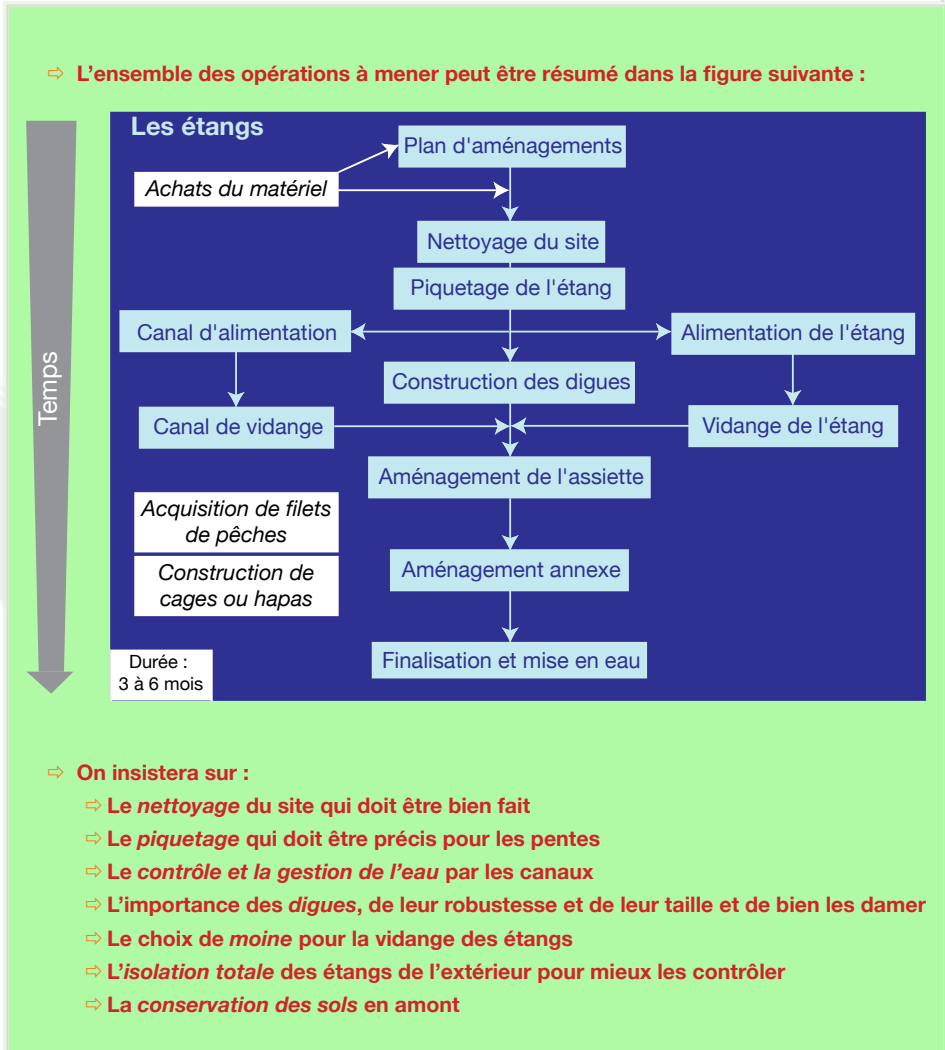 ⇨ L'ensemble des opérations à mener peut être résumé dans la figure suivante :
Temps
Les étangs
Plan d'aménagements
Achats du matériel
Nettoyage du site
Piquetage de l'étang
Canal d'alimentation
Alimentation de l'étang
Construction des digues
Canal de vidange
Vidange de l'étang
Aménagement de l'assiette
Acquisition de filets
de pêches
Aménagement annexe
Construction de
cages ou hapas
Finalisation et mise en eau
Durée :
3 à 6 mois
⇨ On insistera sur :
⇨ Le nettoyage du site qui doit être bien fait
⇨ Le piquetage qui doit être précis pour les pentes
⇨ Le contrôle et la gestion de l'eau par les canaux
⇨ L'importance des digues, de leur robustesse et de leur taille et de bien les damer
⇨ Le choix de moine pour la vidange des étangs
⇨ L'isolation totale des étangs de l'extérieur pour mieux les contrôler
⇨ La conservation des sols en amont